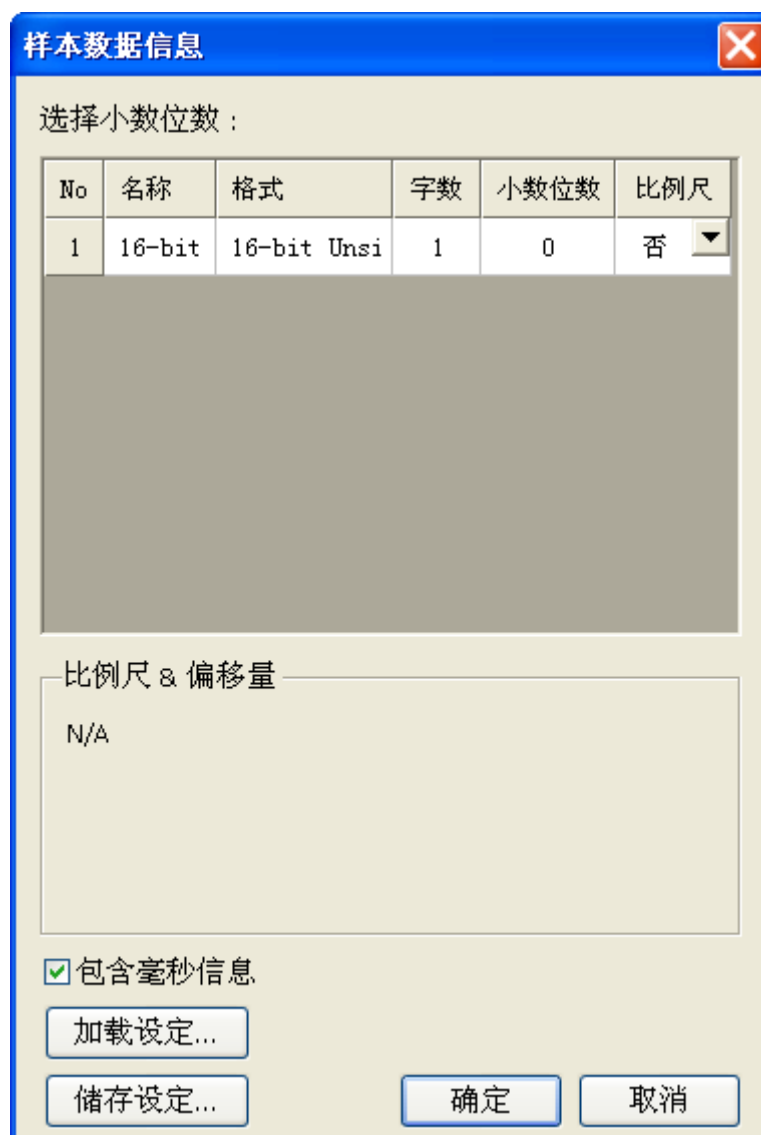 样本数据信息
选择小数位数：
No 名称 格式 字数 小数位数 比例尺
1 16-bit 16-bit Unsi 1 0 否
比例尺 & 偏移量
N/A
包含毫秒信息
加载设定...
储存设定... 确定 取消